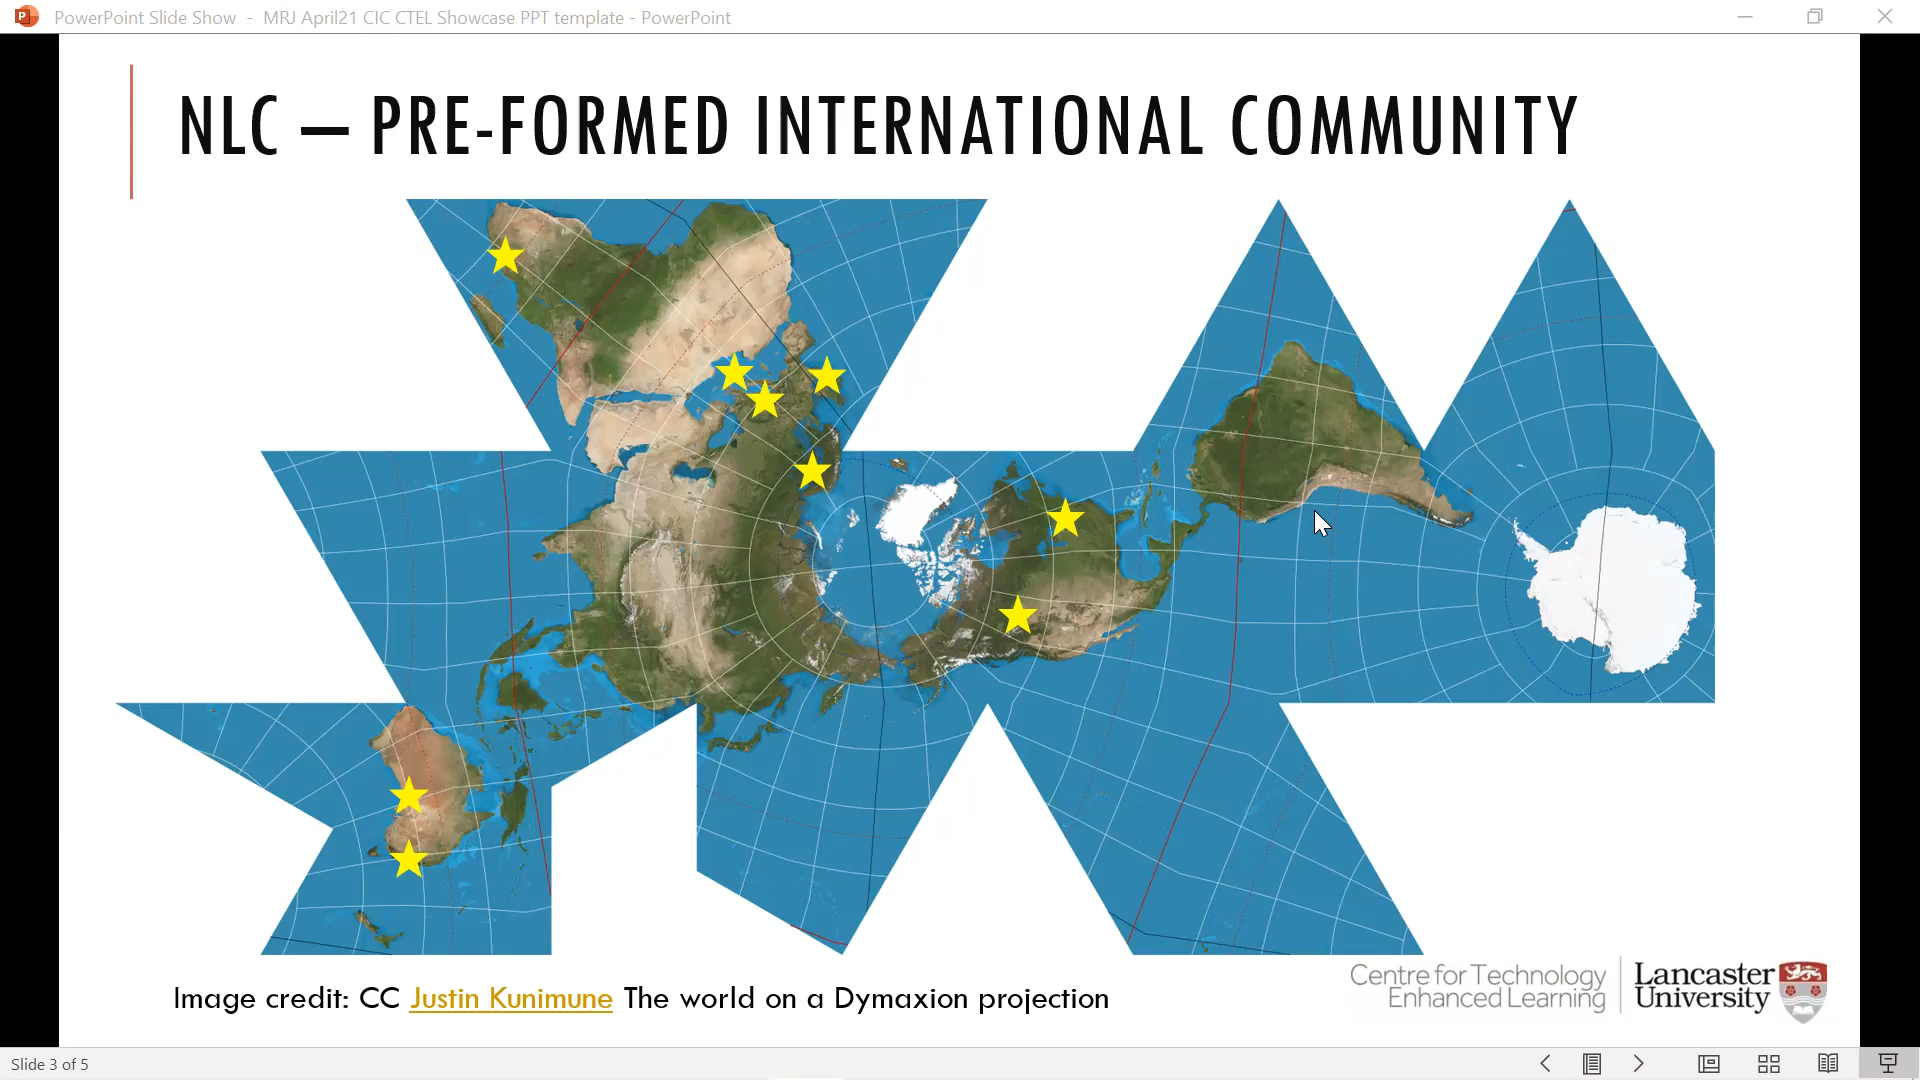 PowerPoint Slide Show - MRJ April21 CIC CTEL Showcase PPT template - PowerPoint
NLC – PRE-FORMED INTERNATIONAL COMMUNITY
Image credit: CC Justin Kunimune The world on a Dymaxion projection
Centre for Technology
Enhanced Learning
Lancaster
University
Slide 3 of 5